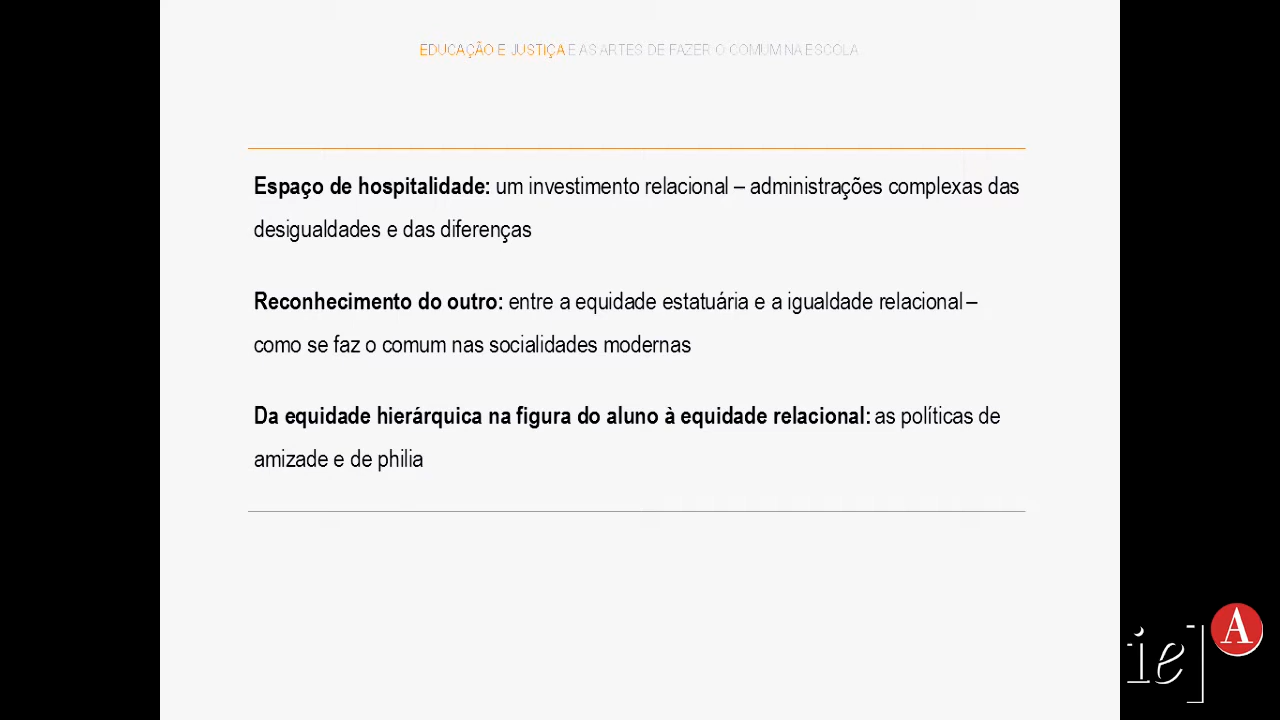 EDUCAÇÃO E JUSTIÇA E AS ARTES DE FAZER O COMUM NA ESCOLA
Espaço de hospitalidade: um investimento relacional – administrações complexas das
desigualdades e das diferenças
Reconhecimento do outro: entre a equidade estatuária e a igualdade relacional –
como se faz o comum nas socialidades modernas
Da equidade hierárquica na figura do aluno à equidade relacional: as políticas de
amizade e de philia
ie]A